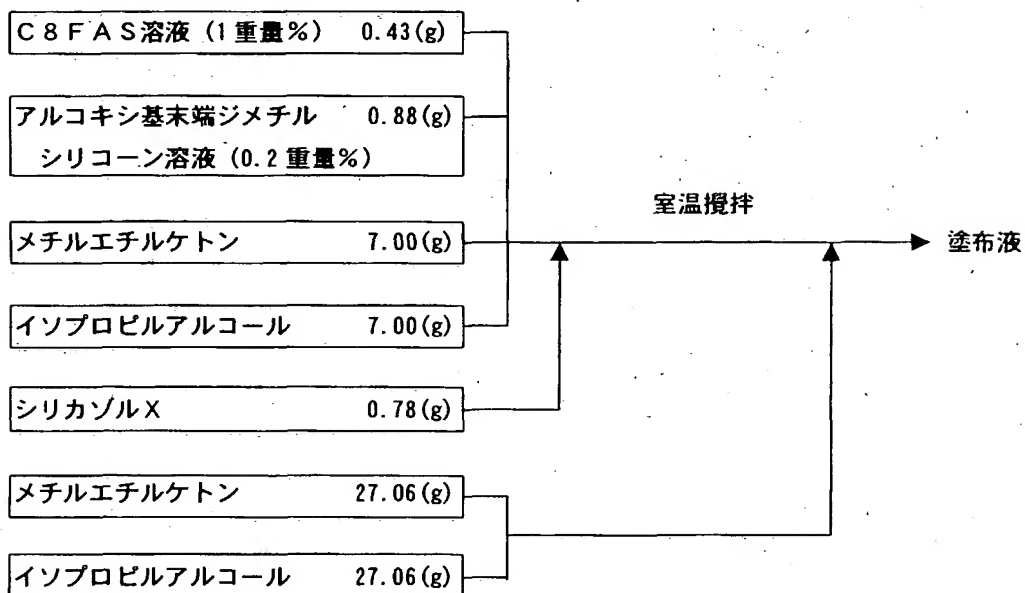 C8FAS溶液(1重量%) 0.43(g)
アルコキシ基末端ジメチル 0.88(g)
シリコーン溶液(0.2重量%)
室温攪拌
メチルエチルケトン 7.00(g)
塗布液
イソプロピルアルコール 7.00(g)
シリカゾルX 0.78(g)
メチルエチルケトン 27.06(g)
イソプロピルアルコール 27.06(g)